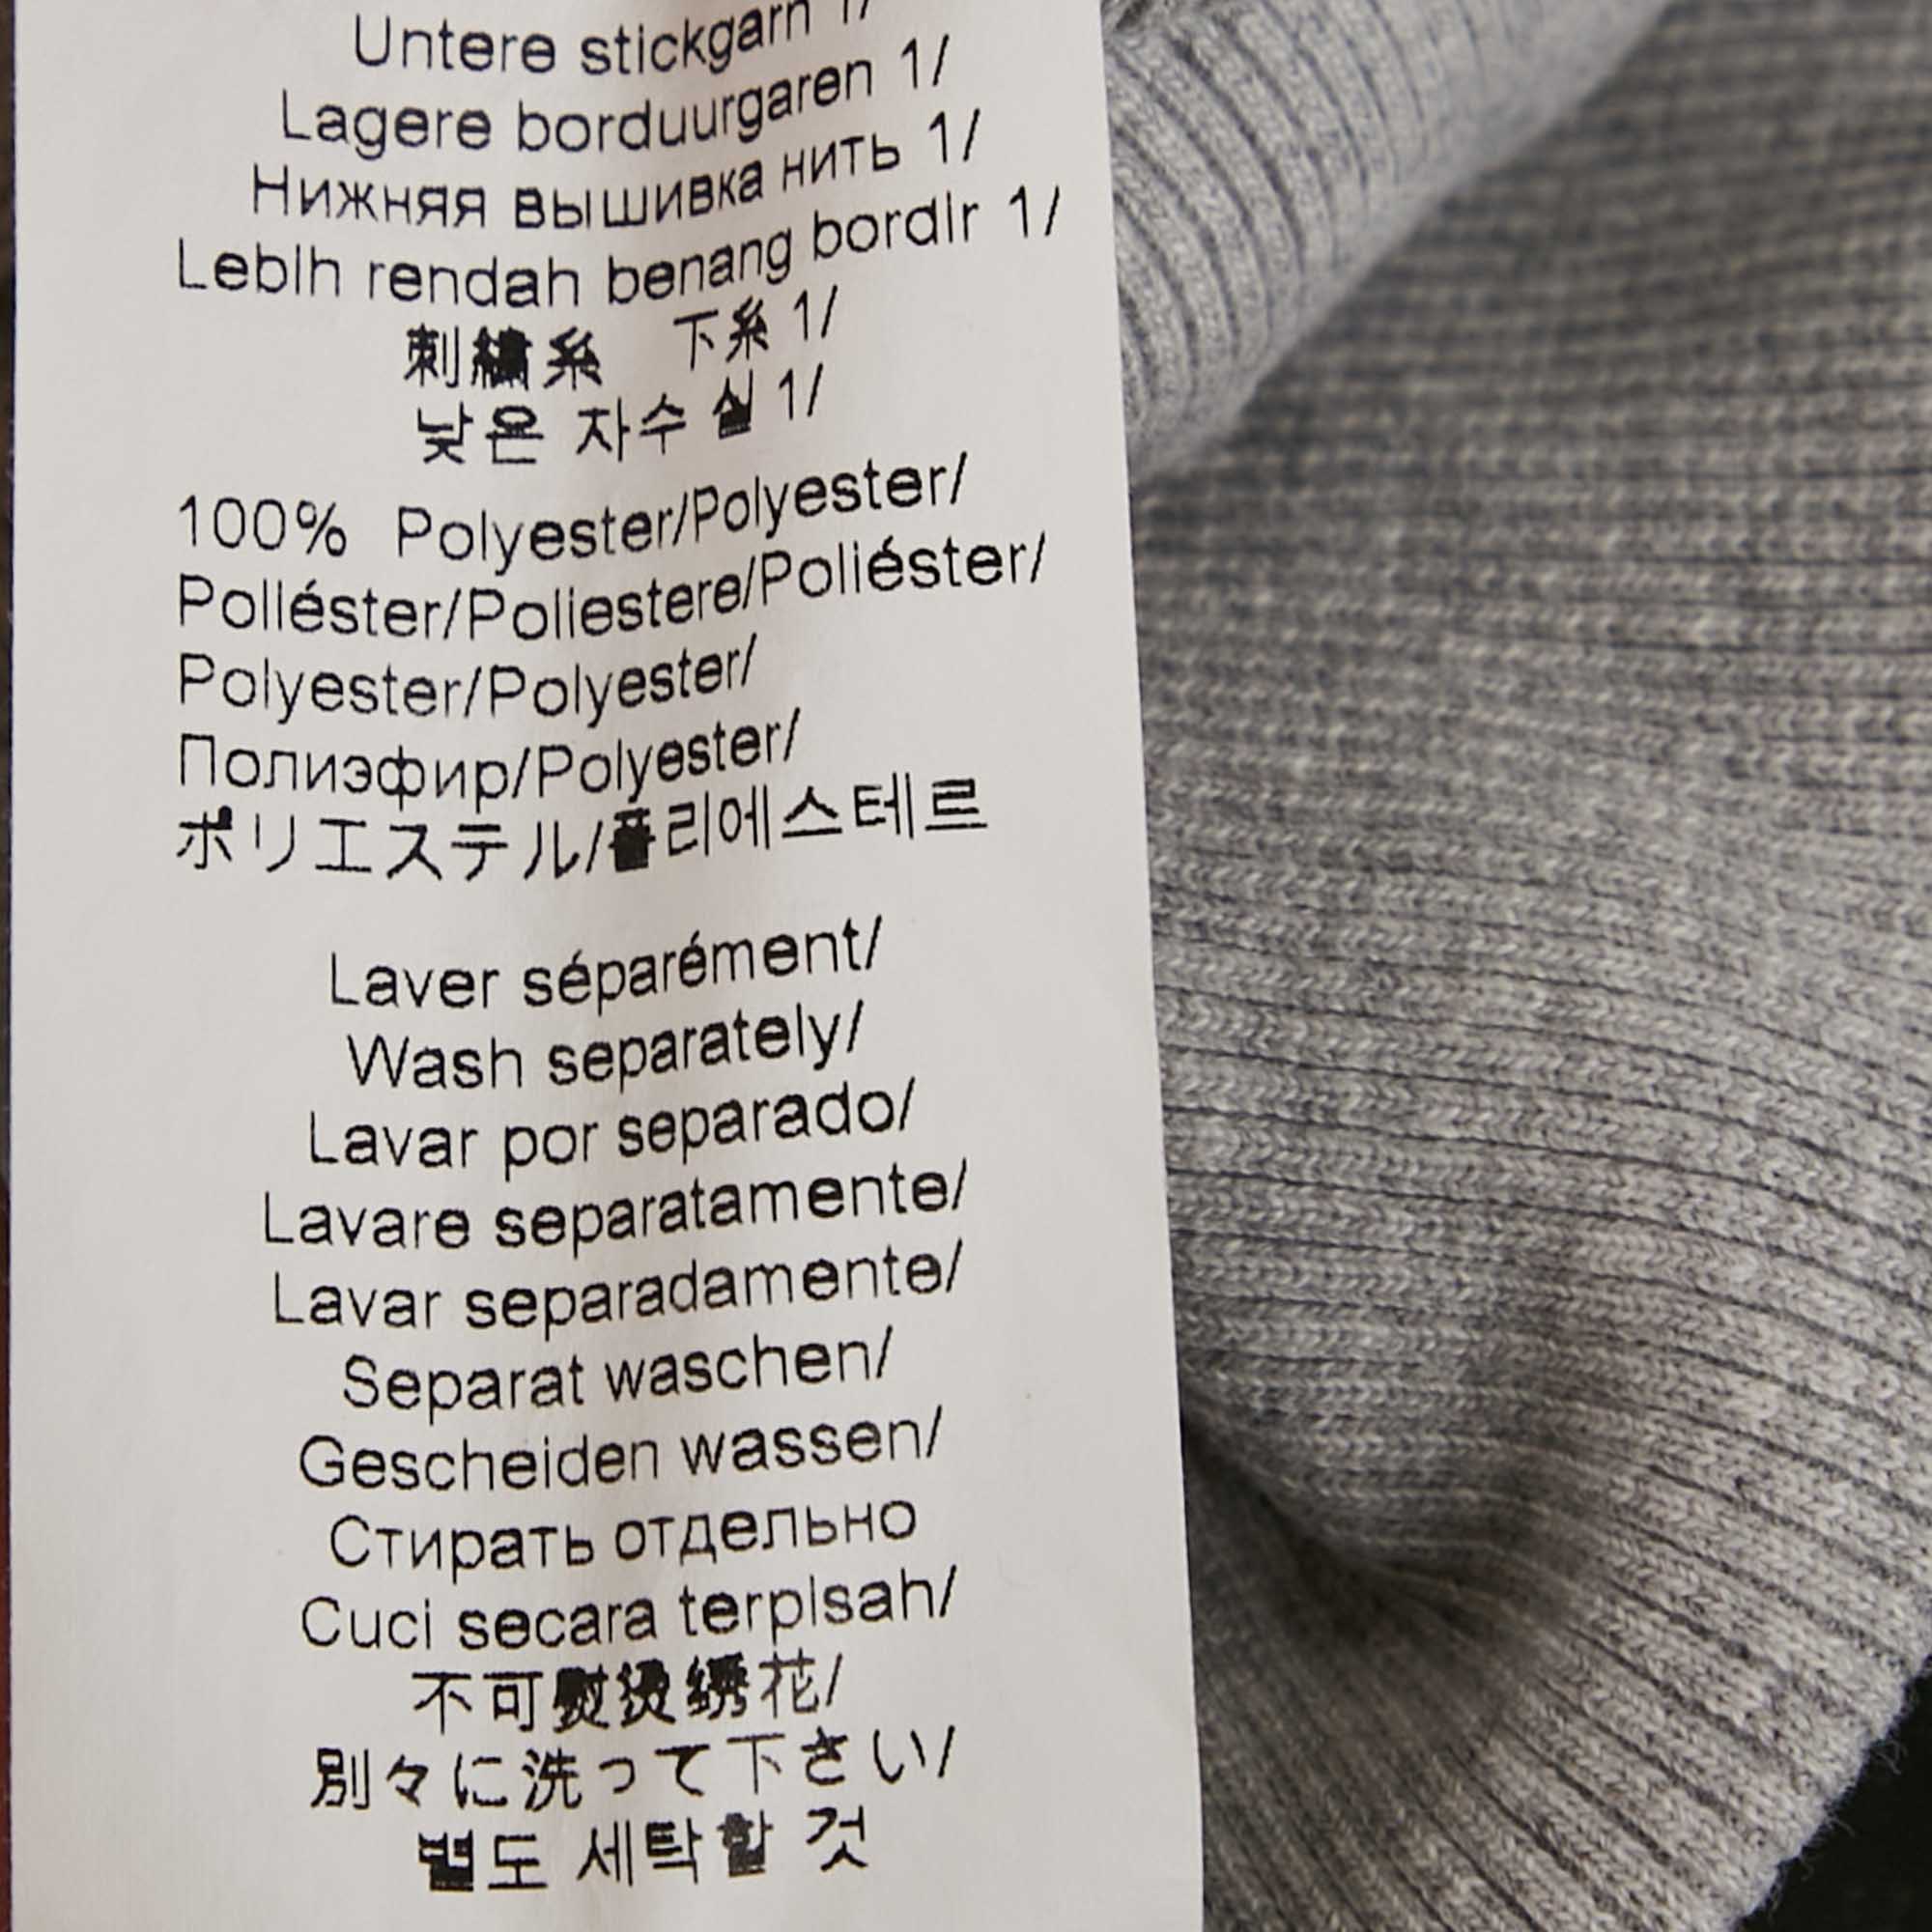 Untere stickgarn 1/
Lagere borduurgaren 1/
Нижняя вышивка нить 1/
Lebih rendah benang bordir 1/
刺繍糸 下糸 1/
낮은 자수 실 1/
100% Polyester/Polyester/
Poliéster/Poliestere/Poliéster/
Polyester/Polyester/
Полиэфир/Polyester/
ポリエステル/폴리에스테르
Laver séparément/
Wash separately/
Lavar por separado/
Lavare separatamente/
Lavar separadamente/
Separat waschen/
Gescheiden wassen/
Стирать отдельно
Cuci secara terpisah/
不可熨烫绣花/
別々に洗って下さい/
별도 세탁할 것